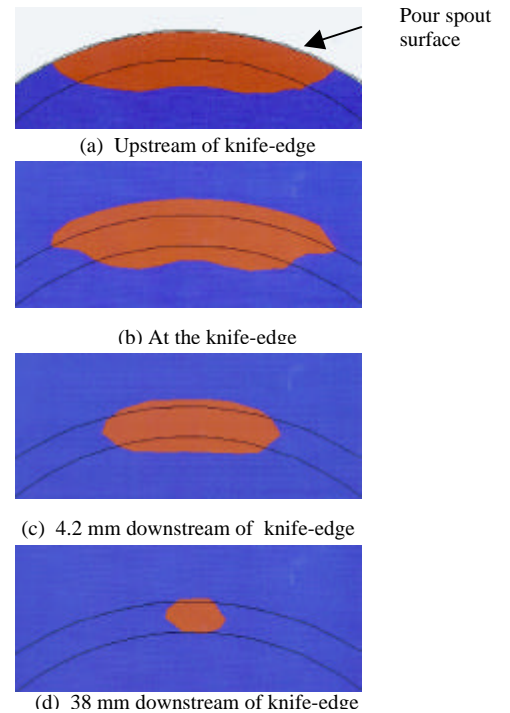 Pour spout
surface
(a) Upstream of knife-edge
(b) At the knife-edge
(c) 4.2 mm downstream of knife-edge
(d) 38 mm downstream of knife-edge